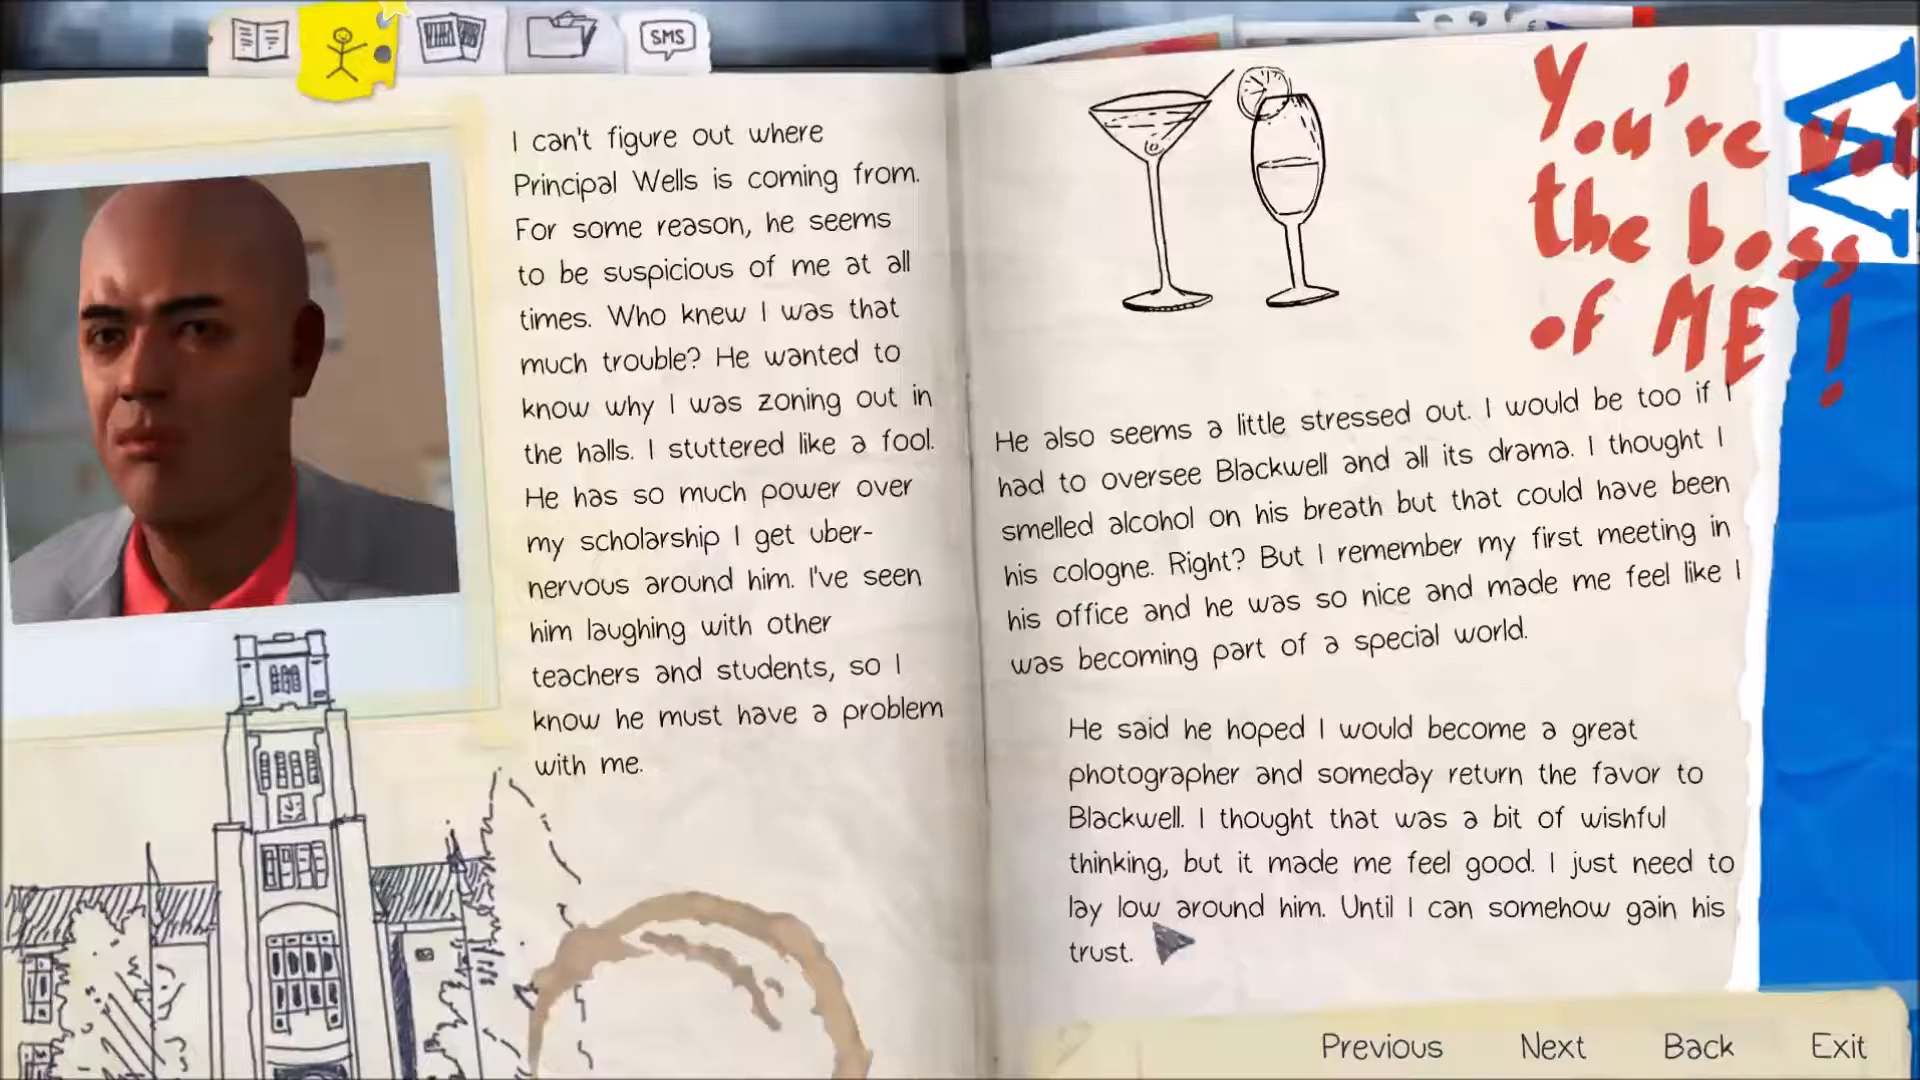 SMS
I can't figure out where
Principal Wells is coming from.
For some reason, he seems
to be suspicious of me at all
times. Who knew I was that
much trouble? He wanted to
know why I was zoning out in
the halls. I stuttered like a fool.
He has so much power over
my scholarship I get uber-
nervous around him. I've seen
him laughing with other
teachers and students, so I
know he must have a problem
with me.
You're not
the boss
of ME!
W
He also seems a little stressed out. I would be too if I
had to oversee Blackwell and all its drama. I thought I
smelled alcohol on his breath but that could have been
his cologne. Right? But I remember my first meeting in
his office and he was so nice and made me feel like I
was becoming part of a special world.
He said he hoped I would become a great
photographer and someday return the favor to
Blackwell. I thought that was a bit of wishful
thinking, but it made me feel good. I just need to
lay low around him. Until I can somehow gain his
trust.
Previous Next Back Exit